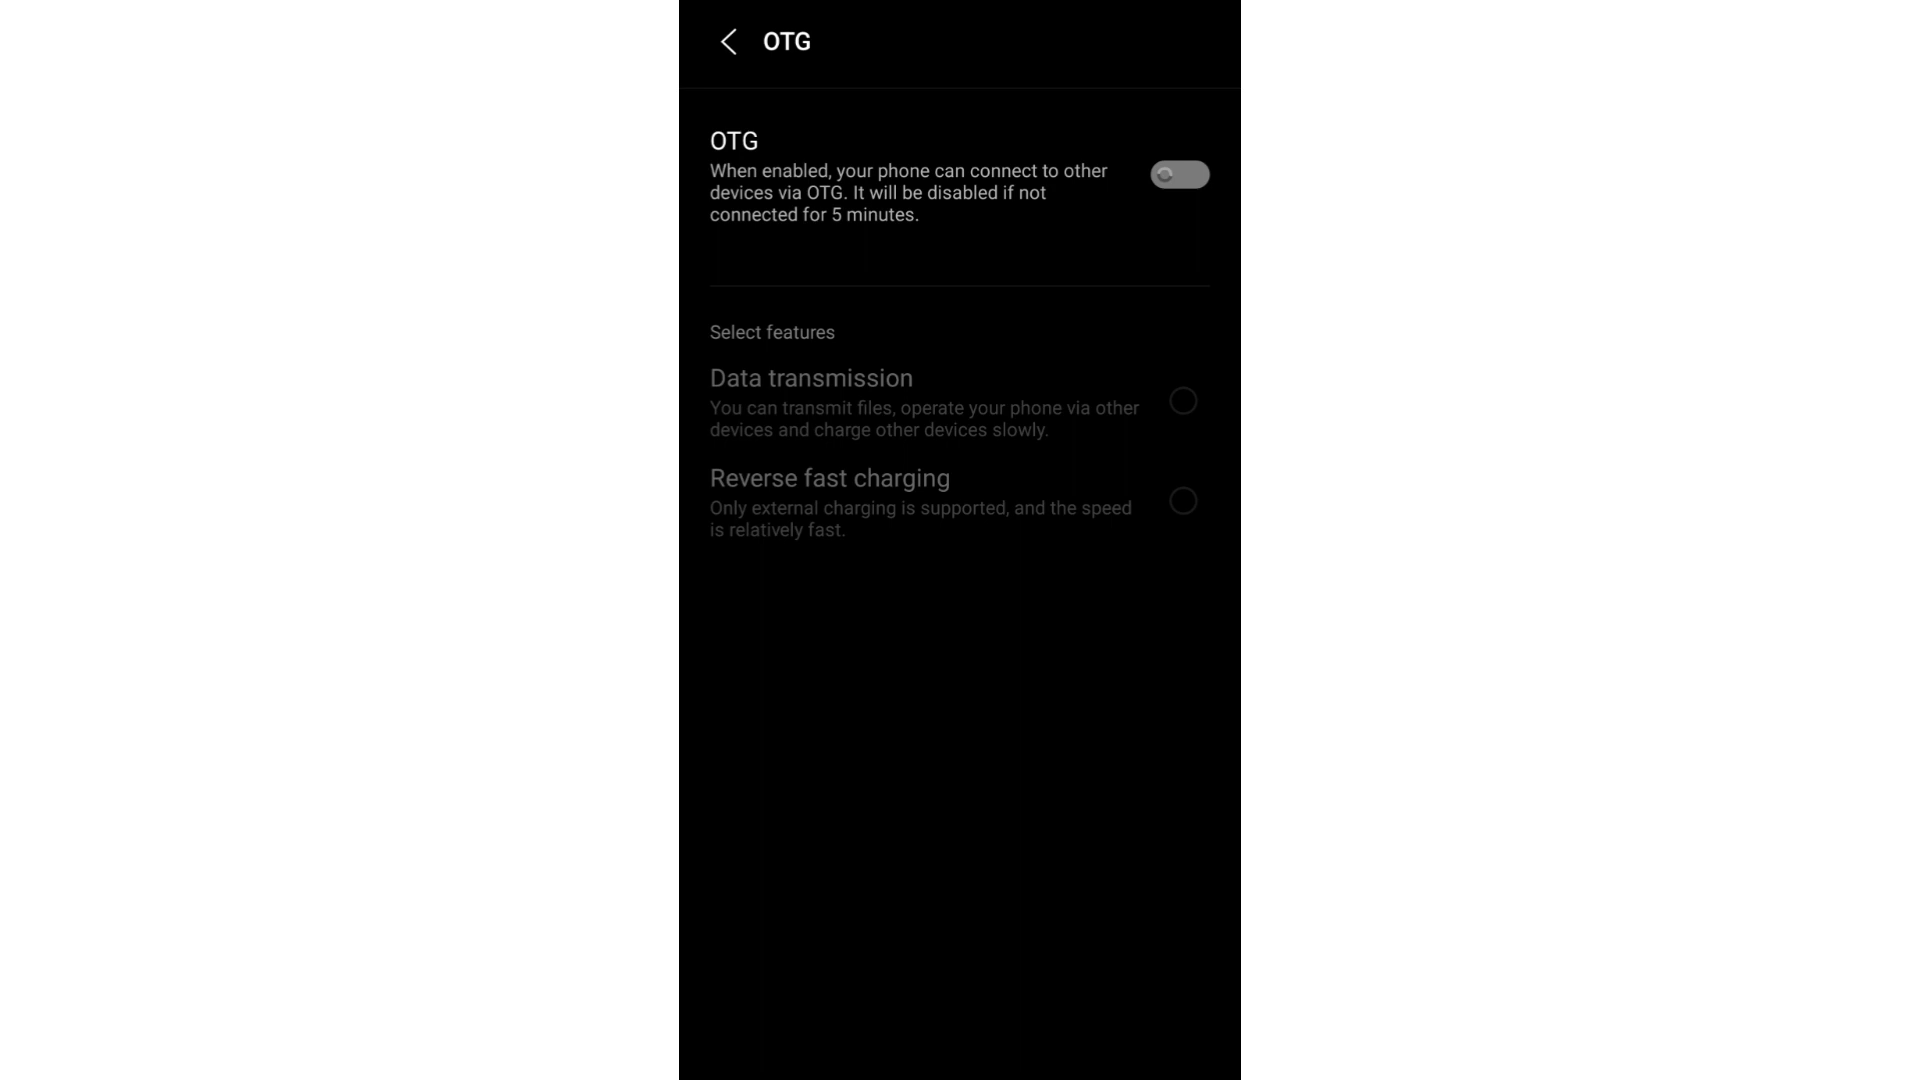 OTG
OTG
When enabled, your phone can connect to other
devices via OTG. It will be disabled if not
connected for 5 minutes.
Select features
Data transmission
You can transmit files, operate your phone via other
devices and charge other devices slowly.
Reverse fast charging
Only external charging is supported, and the speed
is relatively fast.